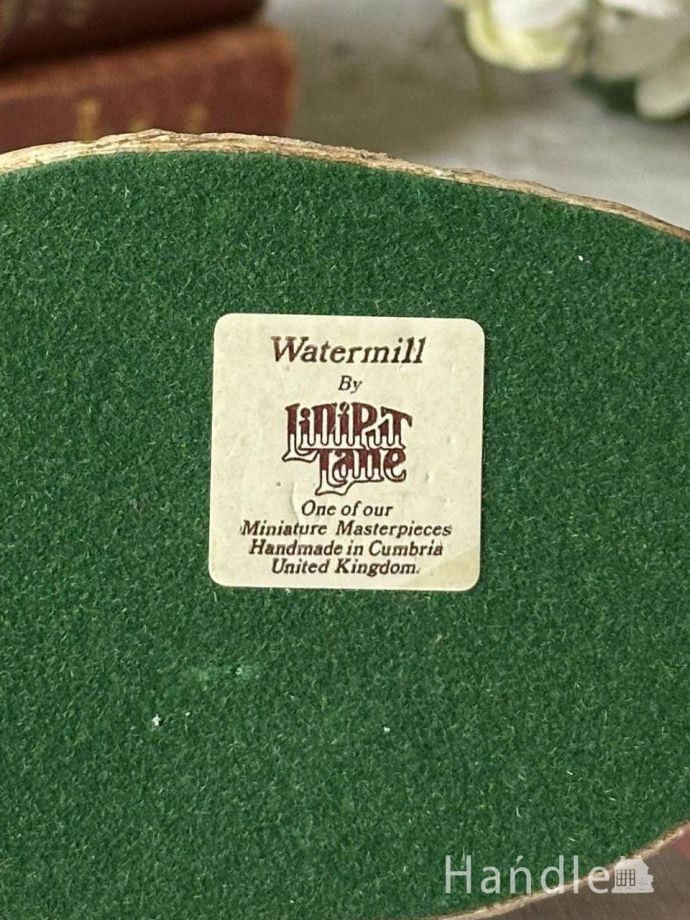 Watermill
By
Lilliput
Lane
One of our
Miniature Masterpieces
Handmade in Cumbria
United Kingdom.
Handle